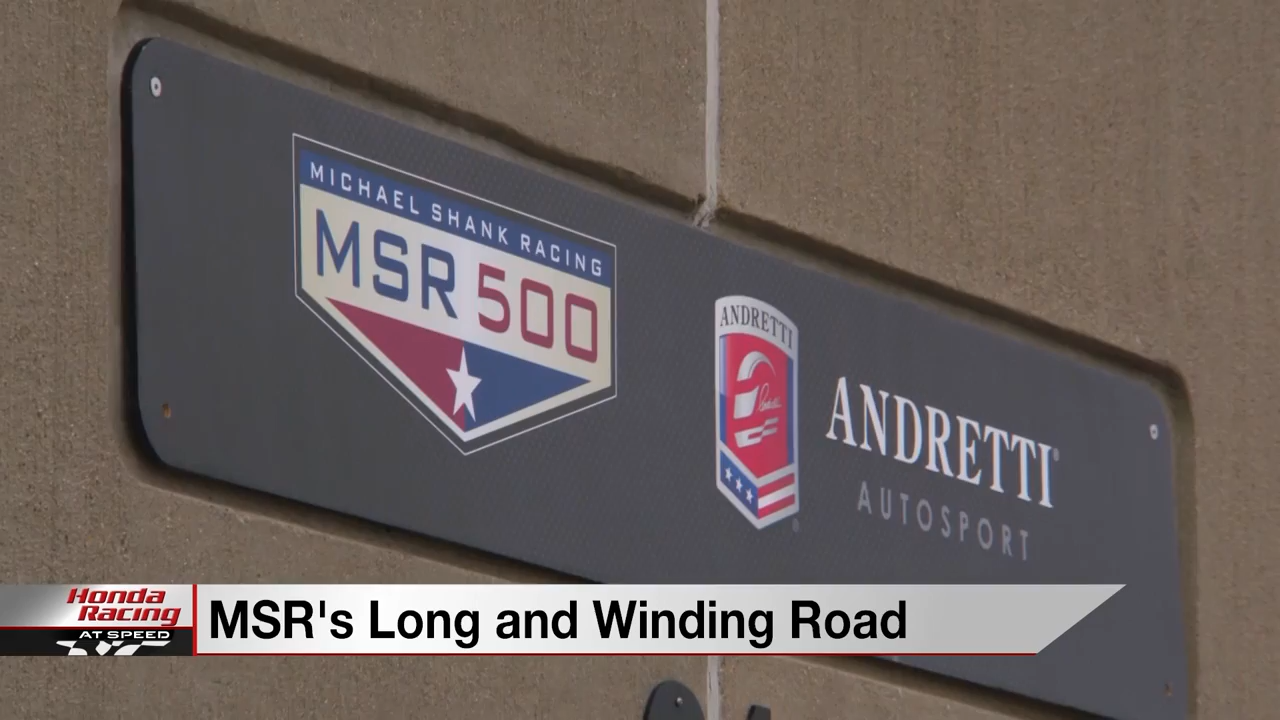 MICHAEL SHANK RACING
MSR 500
ANDRETTI
ANDRETTI®
AUTOSPORT
®
Honda
Racing
AT SPEED
MSR's Long and Winding Road